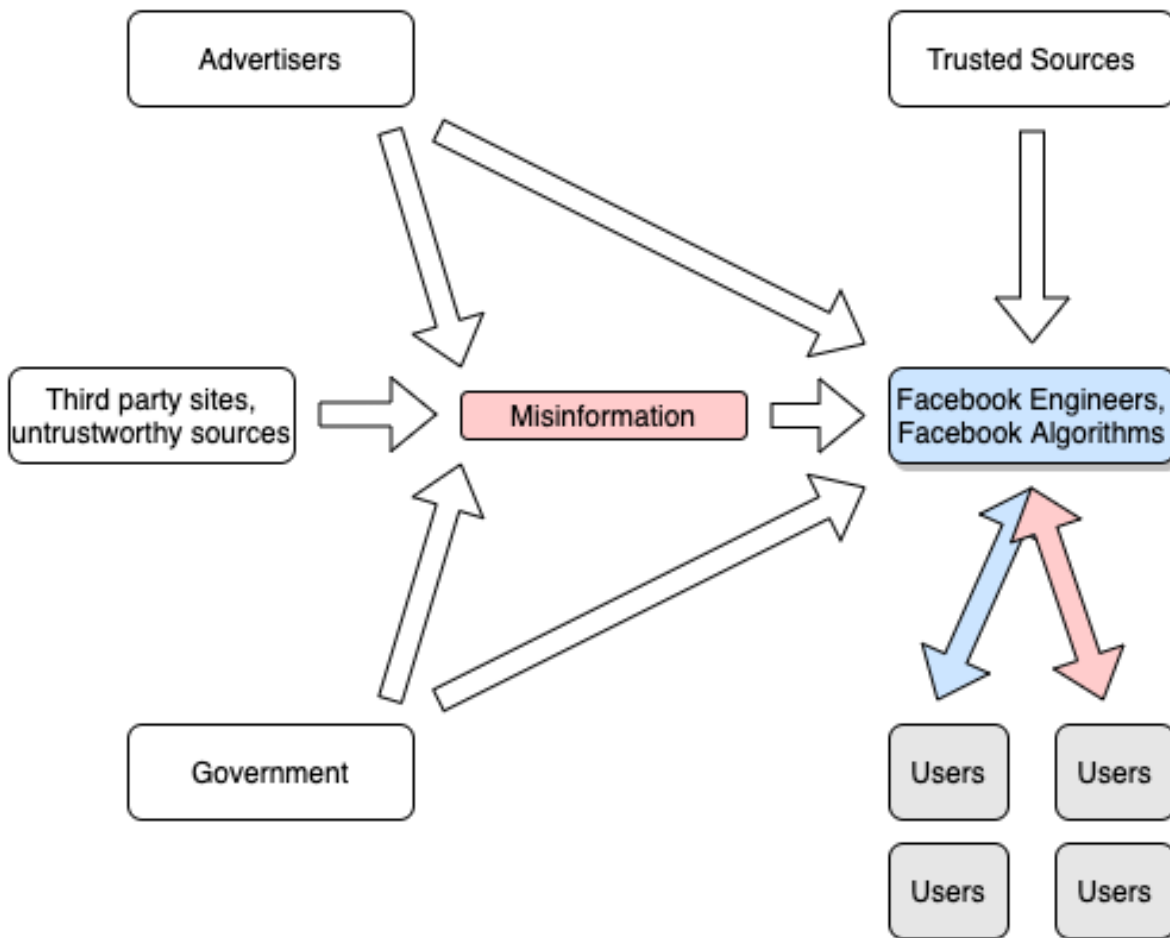 Advertisers
Trusted Sources
Third party sites,
untrustworthy sources
Misinformation
Facebook Engineers,
Facebook Algorithms
Government
Users
Users
Users
Users